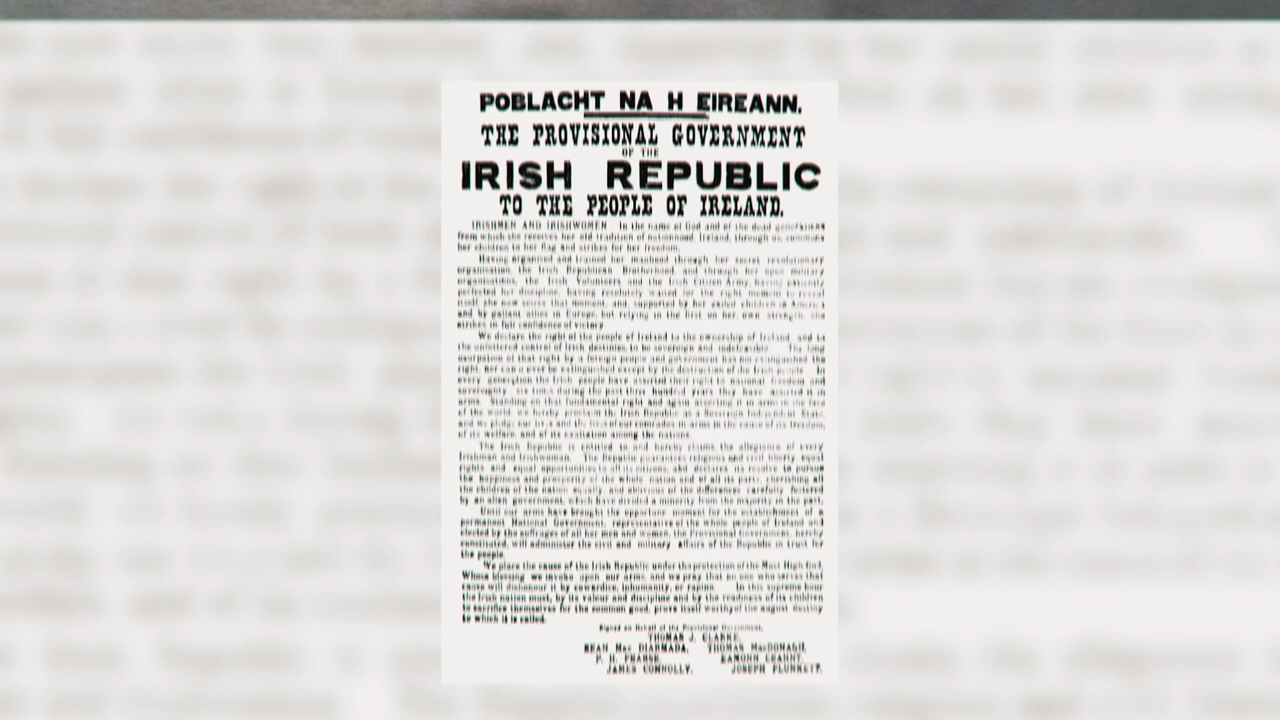 POBLACHT NA H EIREANN.
THE PROVISIONAL GOVERNMENT
OF THE
IRISH REPUBLIC
TO THE PEOPLE OF IRELAND.
IRISHMEN AND IRISHWOMEN In the name of God and of the dead generations
from which she receives her old tradition of nationhood, Ireland, through us, summons
her children to her flag and strikes for her freedom.
Having organised and trained her manhood through her secret revolutionary
organisation, the Irish Republican Brotherhood, and through her open military
organisations, the Irish Volunteers and the Irish Citizen Army, having patiently
perfected her discipline, having resolutely waited for the right moment to reveal
itself, she now seizes that moment, and, supported by her exiled children in America
and by gallant allies in Europe, but relying in the first on her own strength, she
strikes in full confidence of victory.
We declare the right of the people of Ireland to the ownership of Ireland, and to
the unfettered control of Irish destinies, to be sovereign and indefeasible. The long
usurpation of that right by a foreign people and government has not extinguished the
right, nor can it ever be extinguished except by the destruction of the Irish people. In
every generation the Irish people have asserted their right to national freedom and
sovereignty; six times during the past three hundred years they have asserted it in
arms. Standing on that fundamental right and again asserting it in arms in the face
of the world, we hereby proclaim the Irish Republic as a Sovereign Independent State,
and we pledge our lives and the lives of our comrades-in-arms to the cause of its freedom,
of its welfare, and of its exaltation among the nations.
The Irish Republic is entitled to, and hereby claims, the allegiance of every
Irishman and Irishwoman. The Republic guarantees religious and civil liberty, equal
rights and equal opportunities to all its citizens, and declares its resolve to pursue
the happiness and prosperity of the whole nation and of all its parts, cherishing all
the children of the nation equally, and oblivious of the differences carefully fostered
by an alien government, which have divided a minority from the majority in the past.
Until our arms have brought the opportune moment for the establishment of a
permanent National Government, representative of the whole people of Ireland and
elected by the suffrages of all her men and women, the Provisional Government, hereby
constituted, will administer the civil and military affairs of the Republic in trust for
the people.
We place the cause of the Irish Republic under the protection of the Most High God,
Whose blessing we invoke upon our arms, and we pray that no one who serves that
cause will dishonour it by cowardice, inhumanity, or rapine. In this supreme hour
the Irish nation must, by its valour and discipline and by the readiness of its children
to sacrifice themselves for the common good, prove itself worthy of the august destiny
to which it is called.
Signed on Behalf of the Provisional Government,
THOMAS J. CLARKE,
SEAN Mac DIARMADA, THOMAS MacDONAGH,
P. H. PEARSE, EAMONN CEANNT,
JAMES CONNOLLY, JOSEPH PLUNKETT.